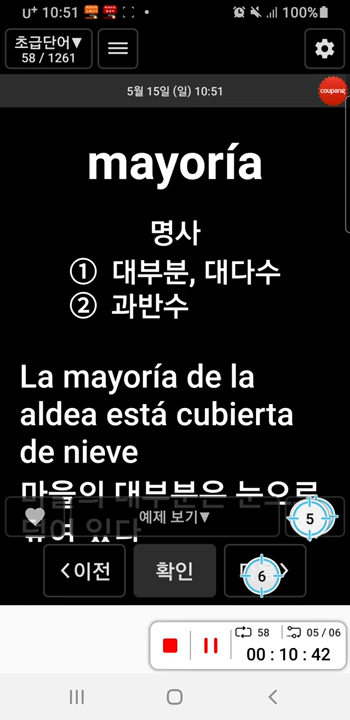 U+ 10:51 100%
초급단어▼
58 / 1261
5월 15일 (일) 10:51
coupang
mayoría
명사
① 대부분, 대다수
② 과반수
La mayoría de la
aldea está cubierta
de nieve
마을의 대부분은 눈으로
덮여 있다
예제 보기▼
5
<이전
확인
6
>
58
05 / 06
00 : 10 : 42